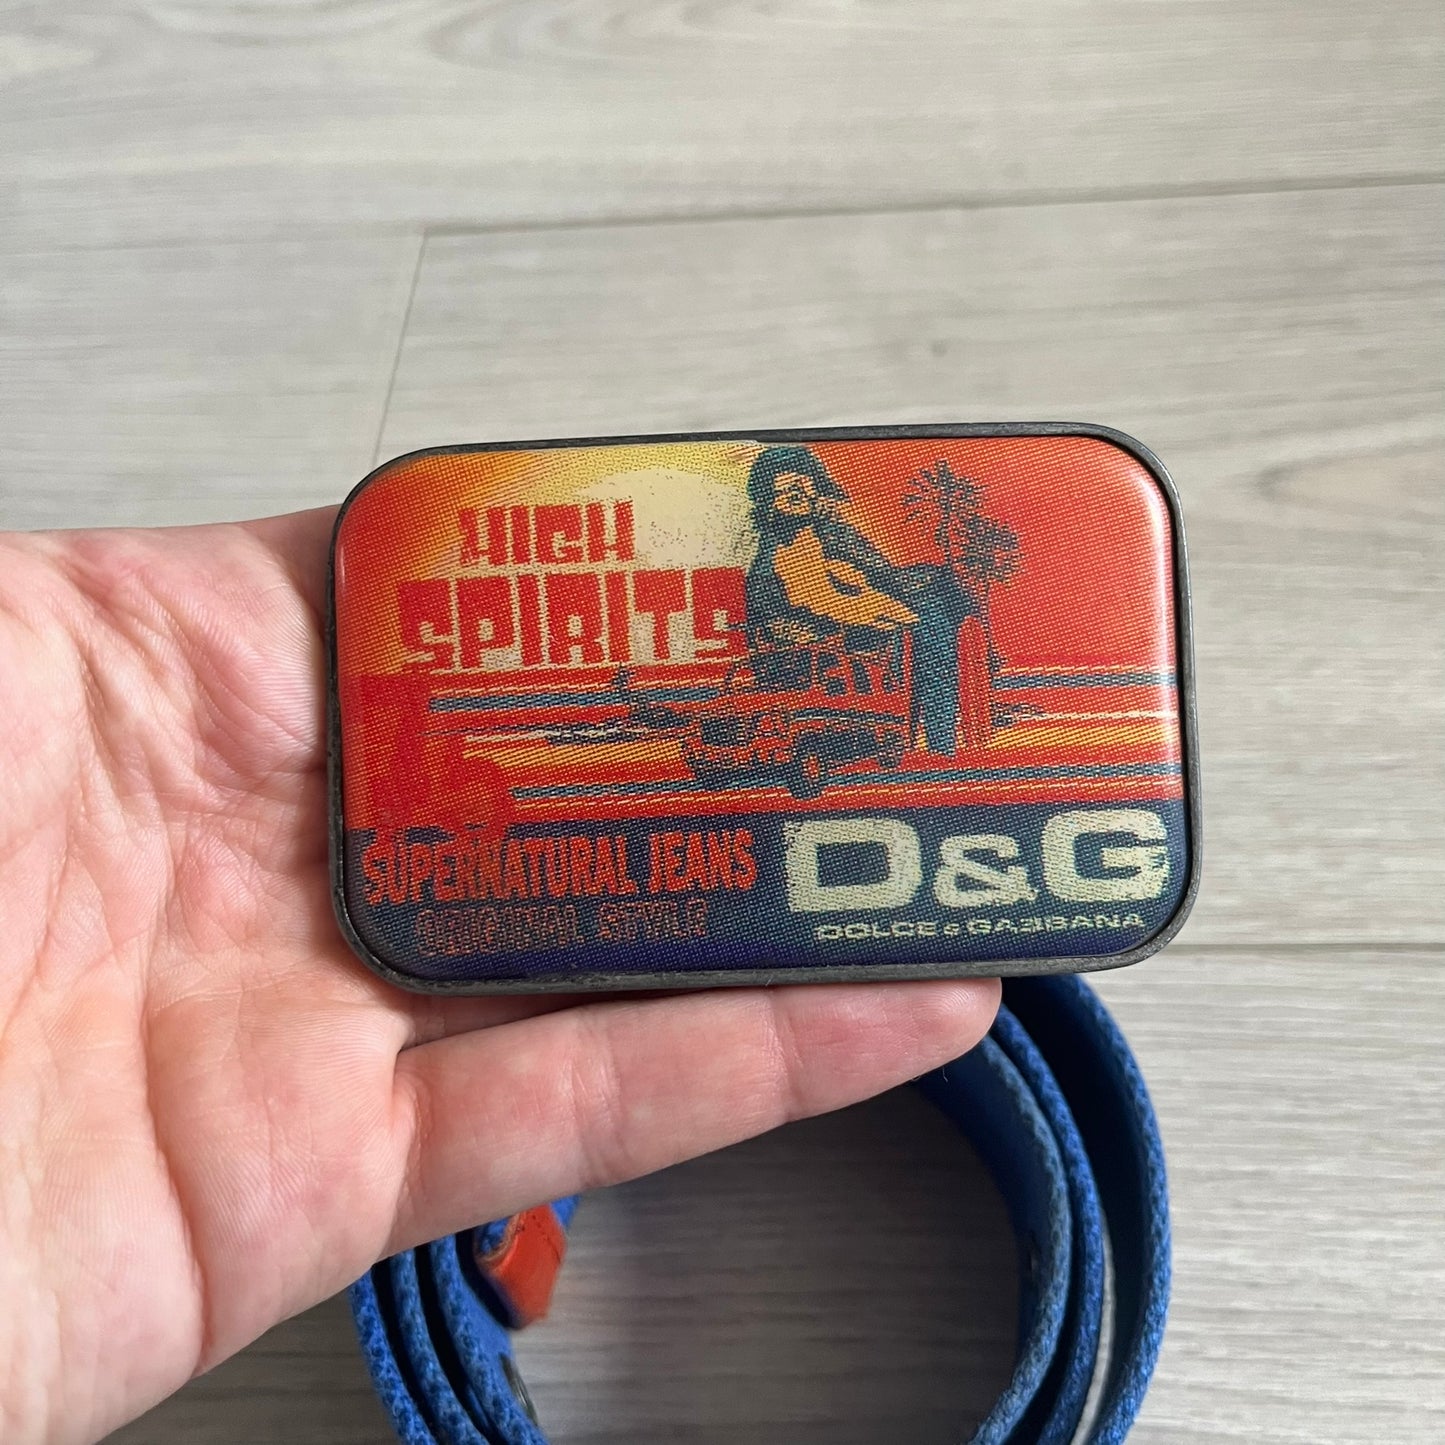 HIGH
SPIRITS
SUPERNATURAL JEANS
ORIGINAL STYLE
D&G
DOLCE & GABBANA